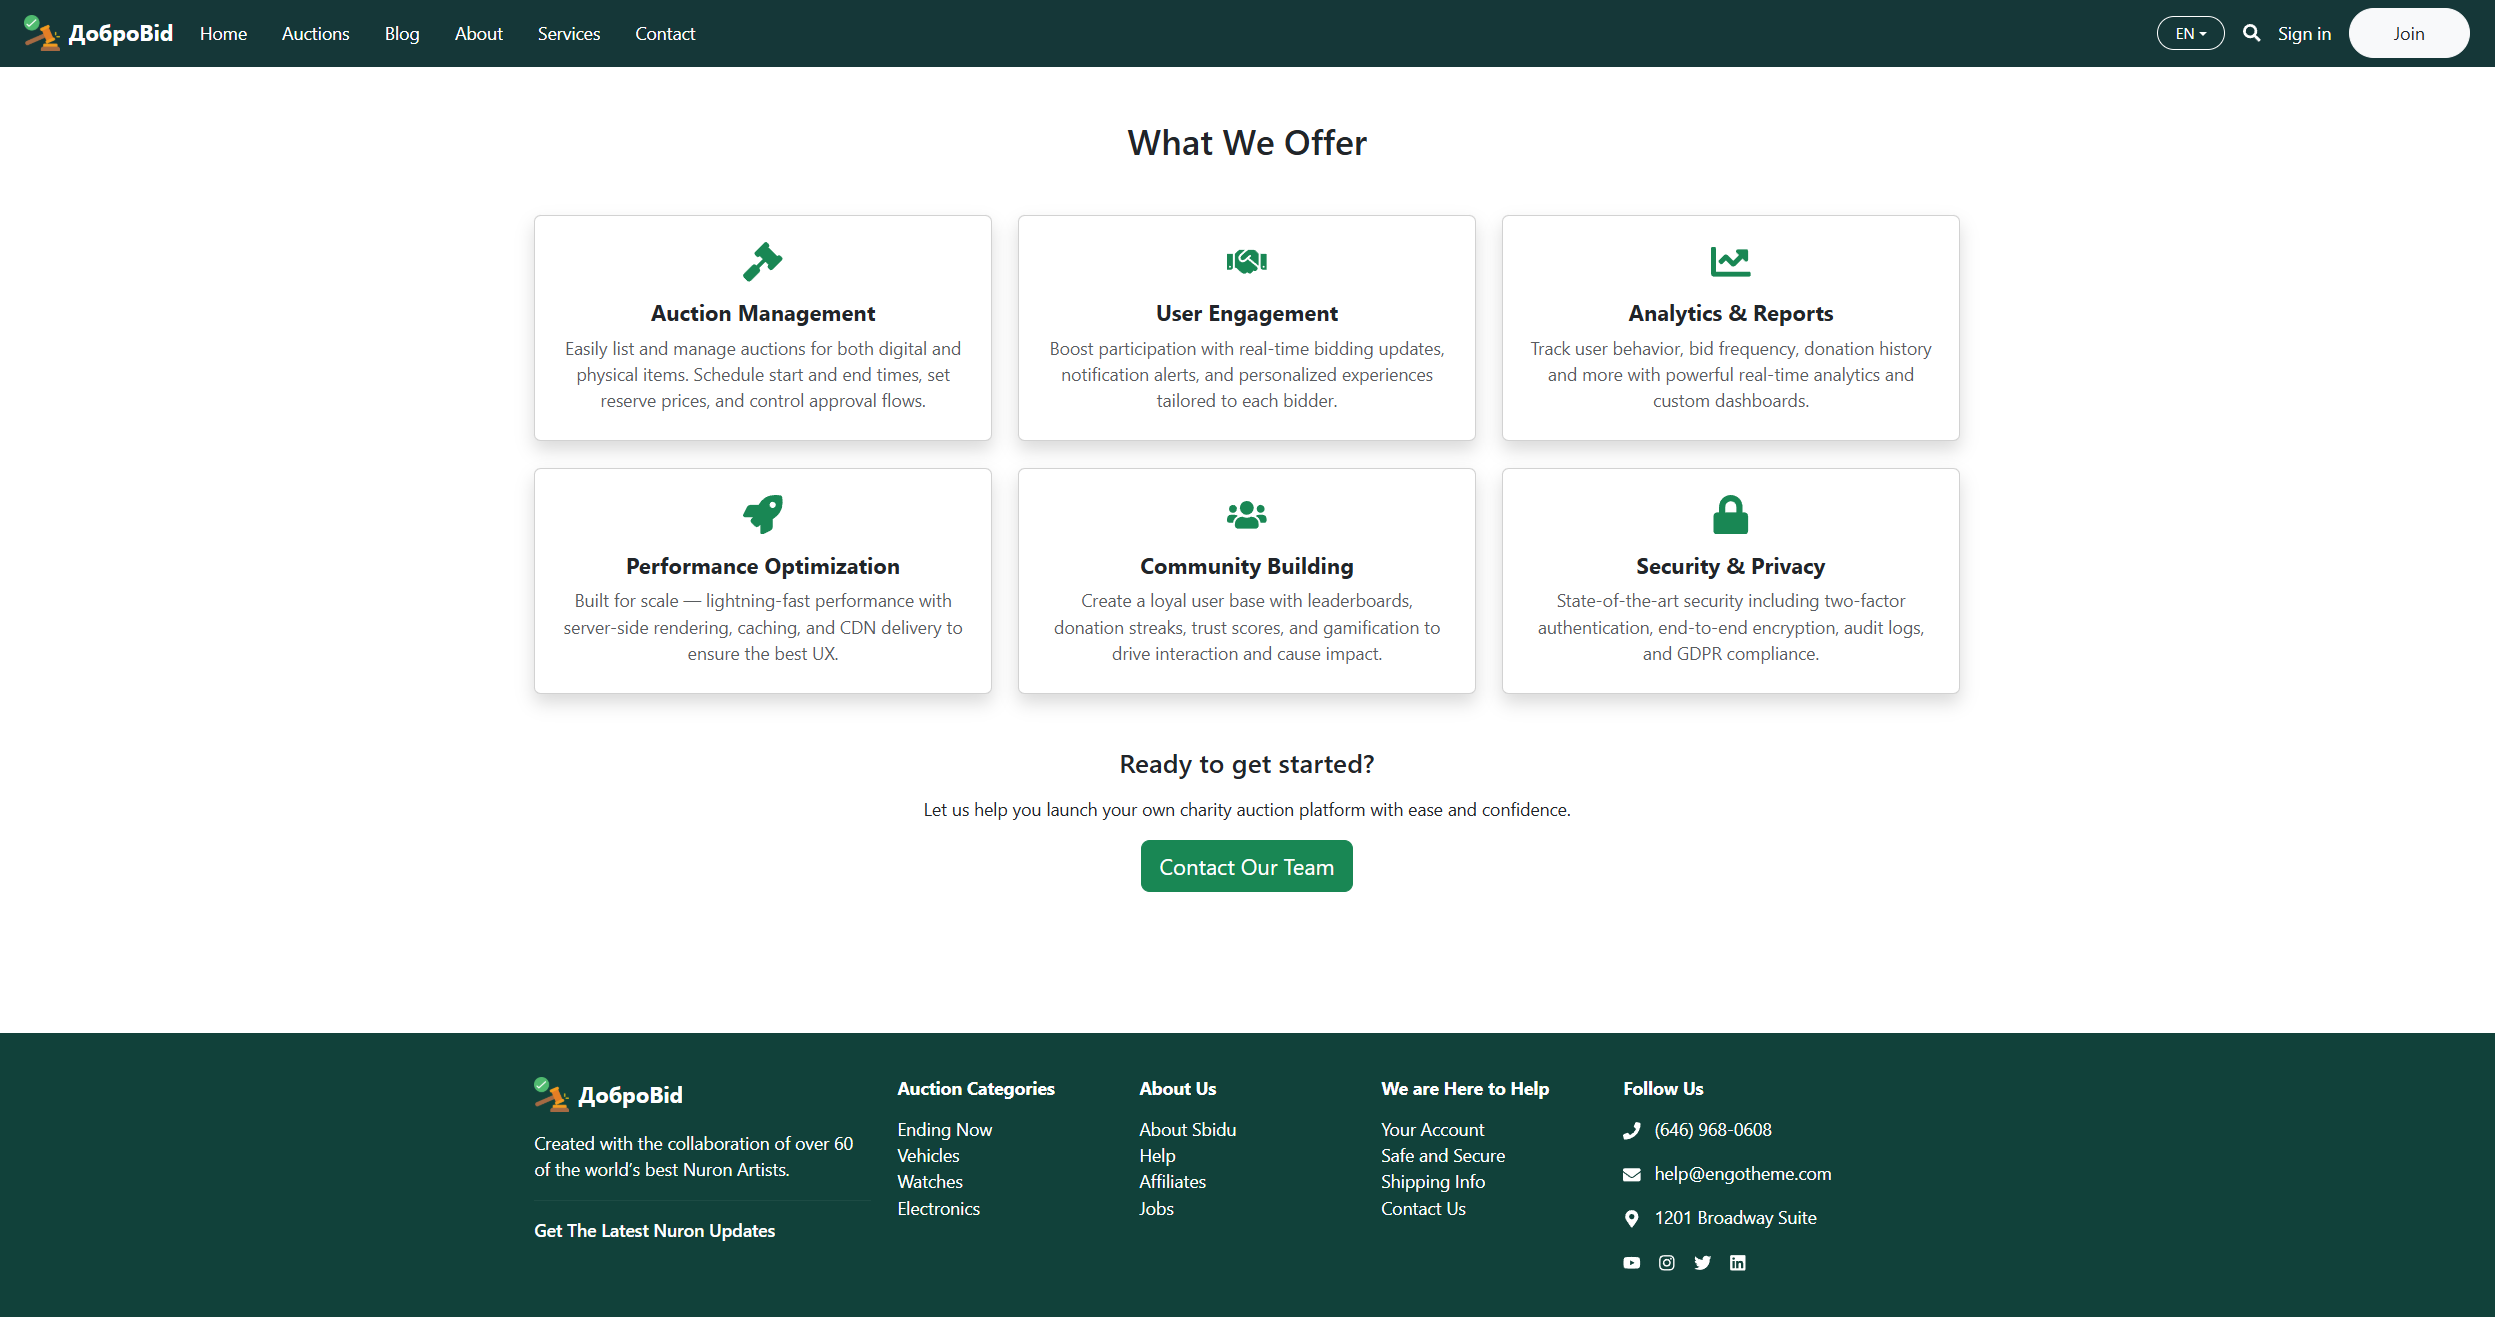 ДоброBid
Home
Auctions
Blog
About
Services
Contact
EN
Sign in
Join
What We Offer
Auction Management
Easily list and manage auctions for both digital and
physical items. Schedule start and end times, set
reserve prices, and control approval flows.
User Engagement
Boost participation with real-time bidding updates,
notification alerts, and personalized experiences
tailored to each bidder.
Analytics & Reports
Track user behavior, bid frequency, donation history
and more with powerful real-time analytics and
custom dashboards.
Performance Optimization
Built for scale — lightning-fast performance with
server-side rendering, caching, and CDN delivery to
ensure the best UX.
Community Building
Create a loyal user base with leaderboards,
donation streaks, trust scores, and gamification to
drive interaction and cause impact.
Security & Privacy
State-of-the-art security including two-factor
authentication, end-to-end encryption, audit logs,
and GDPR compliance.
Ready to get started?
Let us help you launch your own charity auction platform with ease and confidence.
Contact Our Team
ДоброBid
Created with the collaboration of over 60
of the world’s best Nuron Artists.
Get The Latest Nuron Updates
Auction Categories
Ending Now
Vehicles
Watches
Electronics
About Us
About Sbidu
Help
Affiliates
Jobs
We are Here to Help
Your Account
Safe and Secure
Shipping Info
Contact Us
Follow Us
(646) 968-0608
help@engotheme.com
1201 Broadway Suite